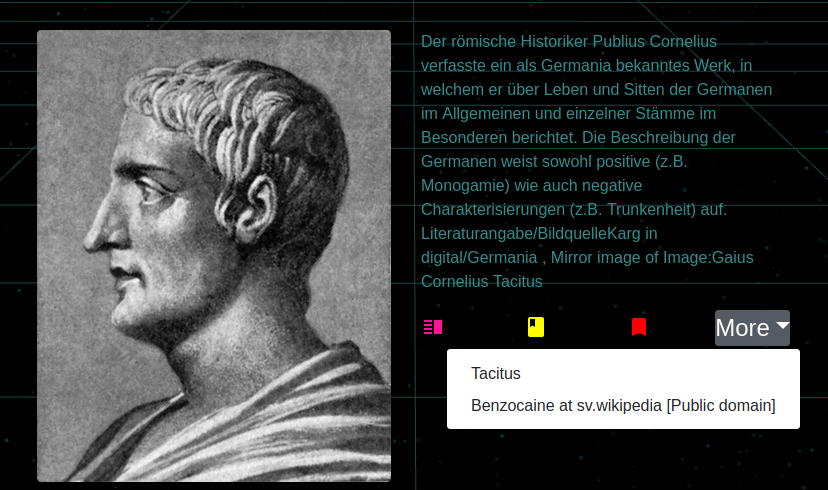 Der römische Historiker Publius Cornelius
verfasste ein als Germania bekanntes Werk, in
welchem er über Leben und Sitten der Germanen
im Allgemeinen und einzelner Stämme im
Besonderen berichtet. Die Beschreibung der
Germanen weist sowohl positive (z.B.
Monogamie) wie auch negative
Charakterisierungen (z.B. Trunkenheit) auf.
Literaturangabe/BildquelleKarg in
digital/Germania , Mirror image of Image:Gaius
Cornelius Tacitus
More
Tacitus
Benzocaine at sv.wikipedia [Public domain]